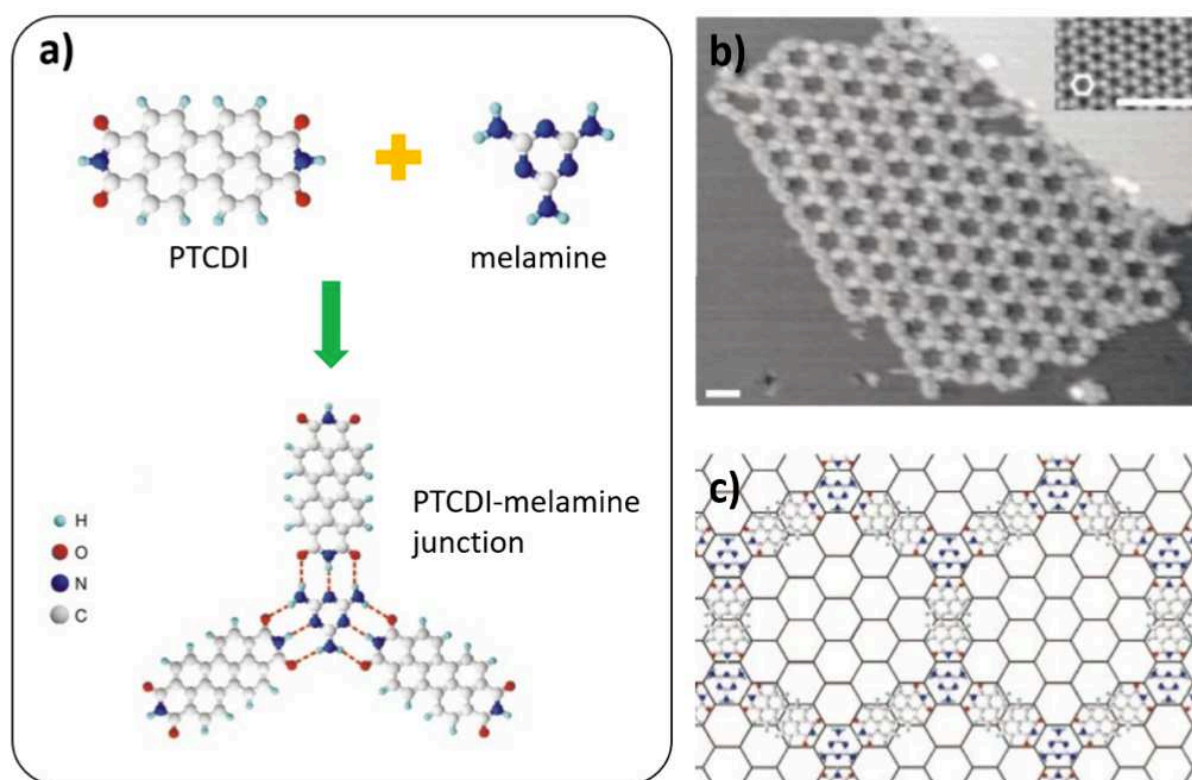 a)
PTCDI
melamine
PTCDI-melamine
junction
H
O
N
C
b)
c)